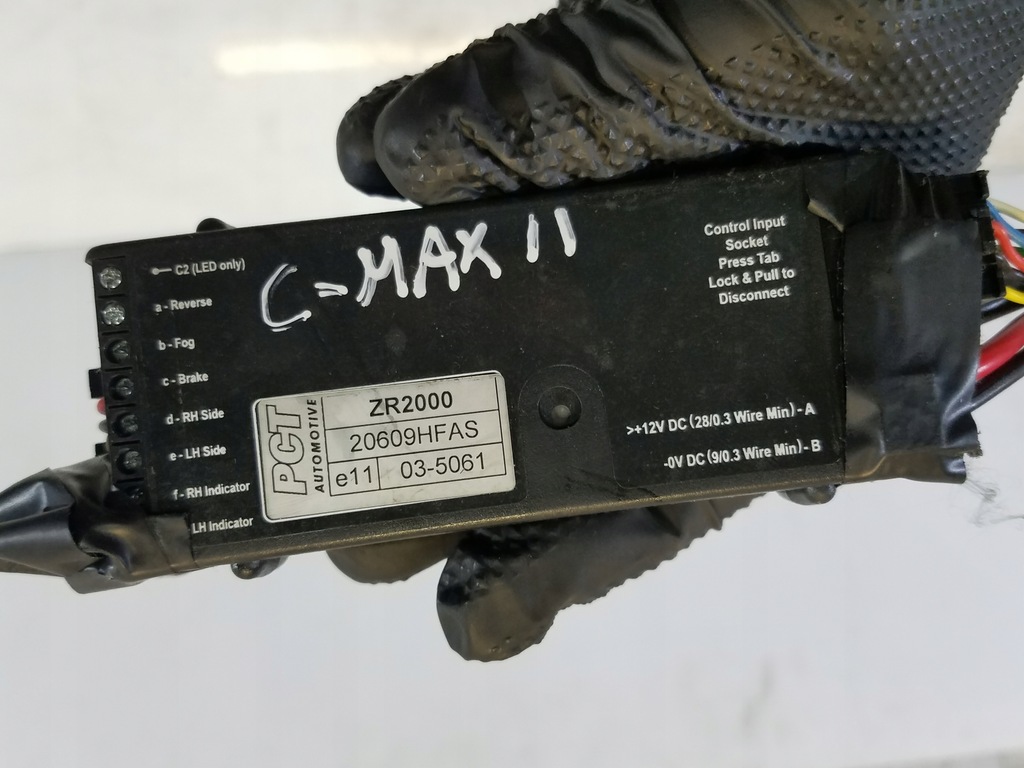 C-MAX II
C2 (LED only)
a - Reverse
b - Fog
c - Brake
d - RH Side
e - LH Side
f - RH Indicator
LH Indicator
Control Input
Socket
Press Tab
Lock & Pull to
Disconnect
PCT
AUTOMOTIVE
ZR2000
20609HFAS
e11 03-5061
>+12V DC (28/0.3 Wire Min) - A
-0V DC (9/0.3 Wire Min) - B